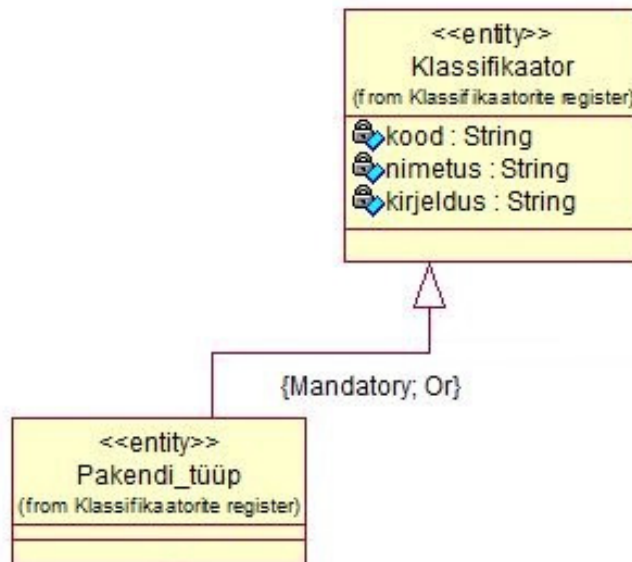 <<entity>>
Klassifikaator
(from Klassifikaatorite register)
kood : String
nimetus : String
kirjeldus : String
{Mandatory; Or}
<<entity>>
Pakendi_tüüp
(from Klassifikaatorite register)